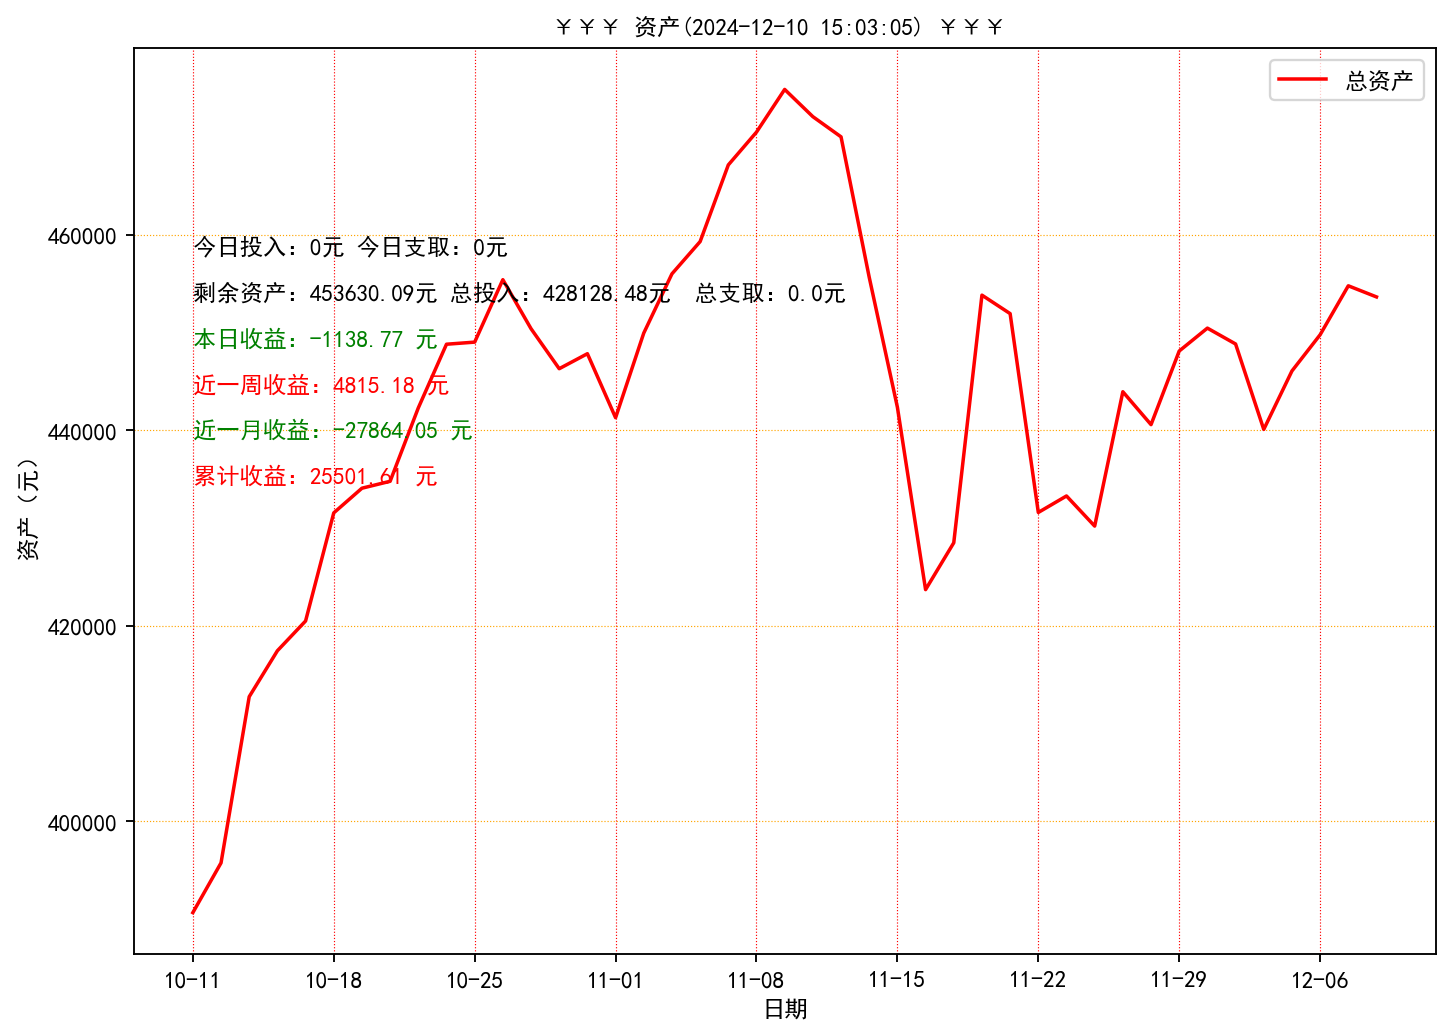 ￥￥￥ 资产(2024-12-10 15:03:05) ￥￥￥
总资产
460000
440000
420000
400000
资产（元）
今日投入：0元 今日支取：0元
剩余资产：453630.09元 总投入：428128.48元  总支取：0.0元
本日收益：-1138.77 元
近一周收益：4815.18 元
近一月收益：-27864.05 元
累计收益：25501.61 元
10-11
10-18
10-25
11-01
11-08
11-15
11-22
11-29
12-06
日期